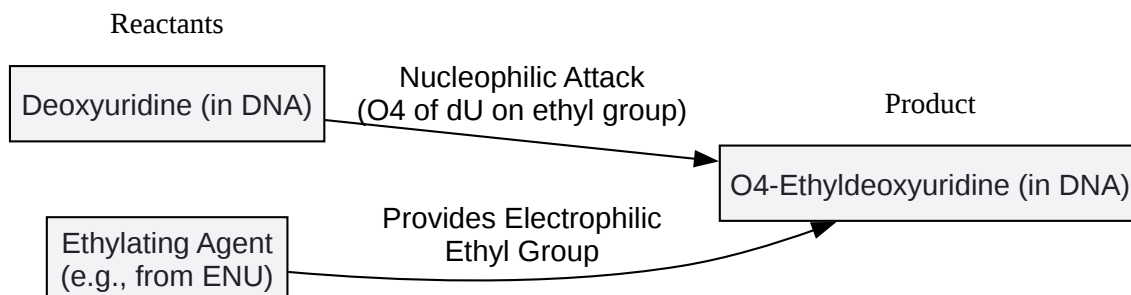 Reactants
Deoxyuridine (in DNA)
Nucleophilic Attack
(O4 of dU on ethyl group)
Product
O4-Ethyldeoxyuridine (in DNA)
Ethylating Agent
(e.g., from ENU)
Provides Electrophilic
Ethyl Group